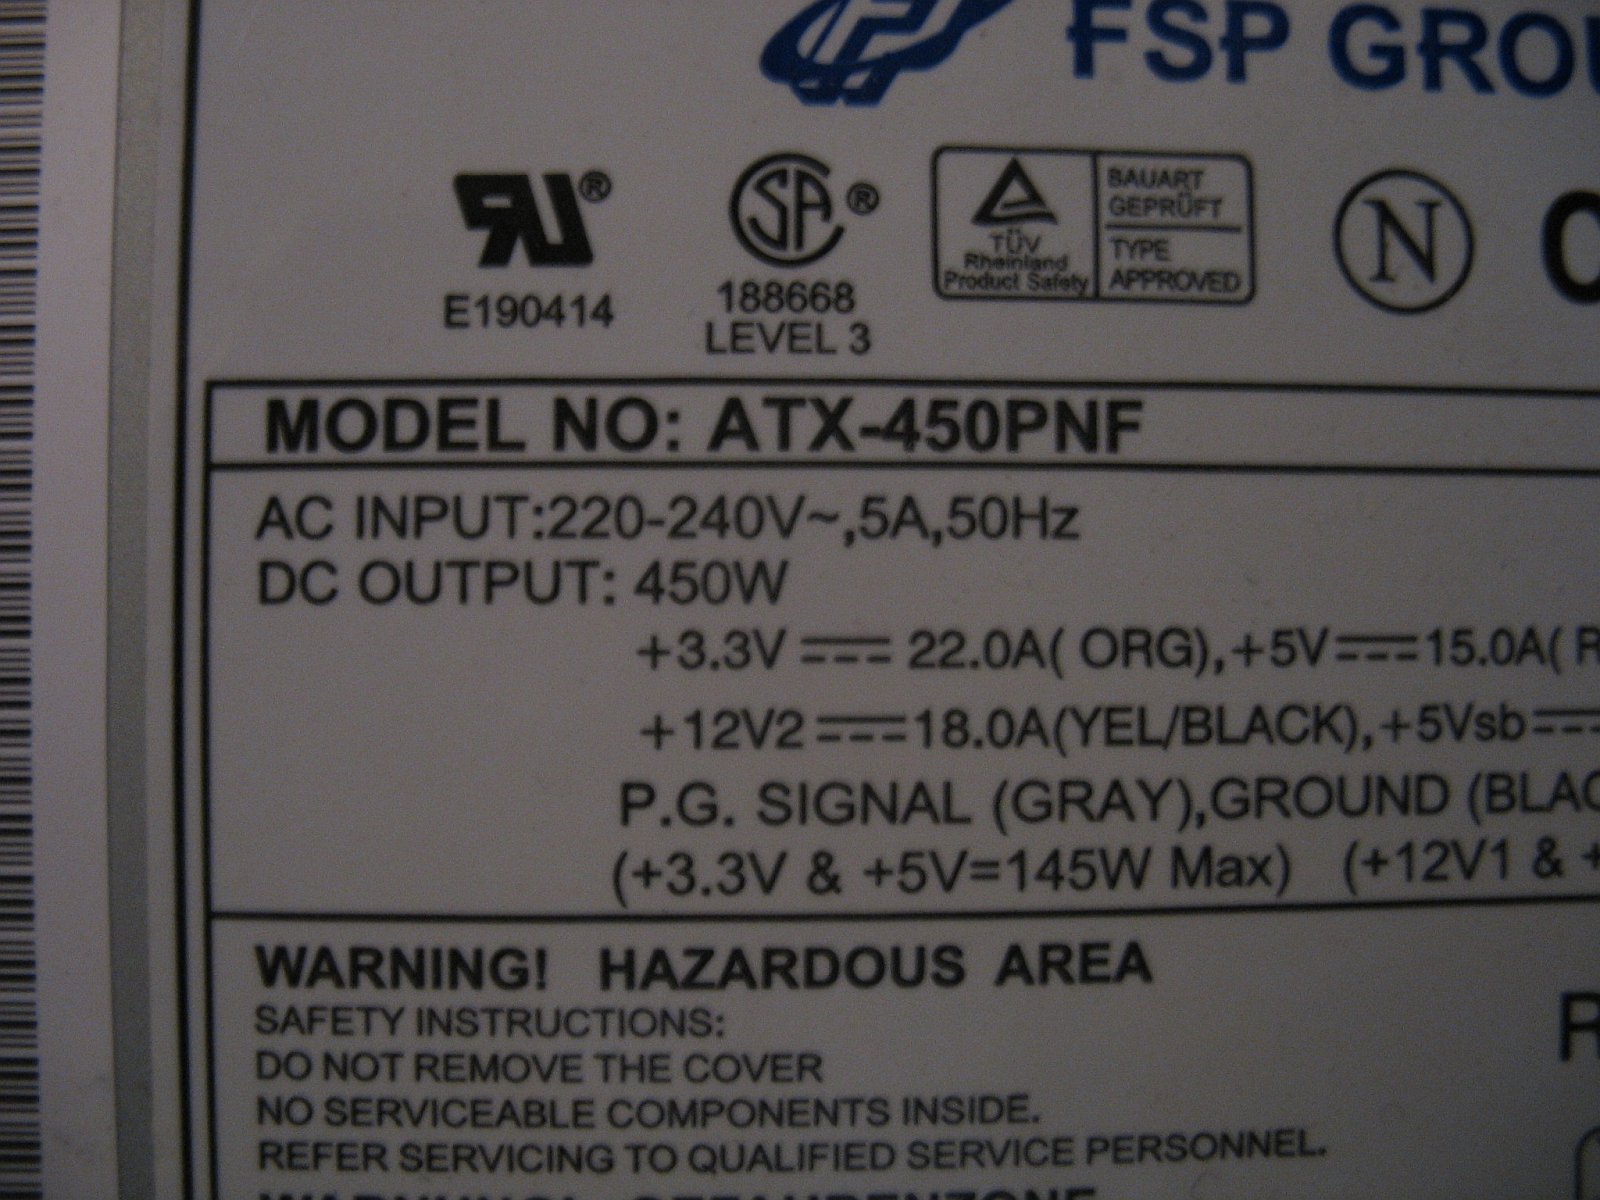 FSP GROU
®
SA ®
E190414
188668
LEVEL 3
TÜV
Rheinland
Product Safety
BAUART
GEPRÜFT
TYPE
APPROVED
N
MODEL NO: ATX-450PNF
AC INPUT:220-240V~,5A,50Hz
DC OUTPUT: 450W
+3.3V ⎓ 22.0A( ORG),+5V⎓15.0A( R
+12V2⎓18.0A(YEL/BLACK),+5Vsb⎓
P.G. SIGNAL (GRAY),GROUND (BLAC
(+3.3V & +5V=145W Max) (+12V1 & +
WARNING! HAZARDOUS AREA
SAFETY INSTRUCTIONS:
DO NOT REMOVE THE COVER
NO SERVICEABLE COMPONENTS INSIDE.
REFER SERVICING TO QUALIFIED SERVICE PERSONNEL.